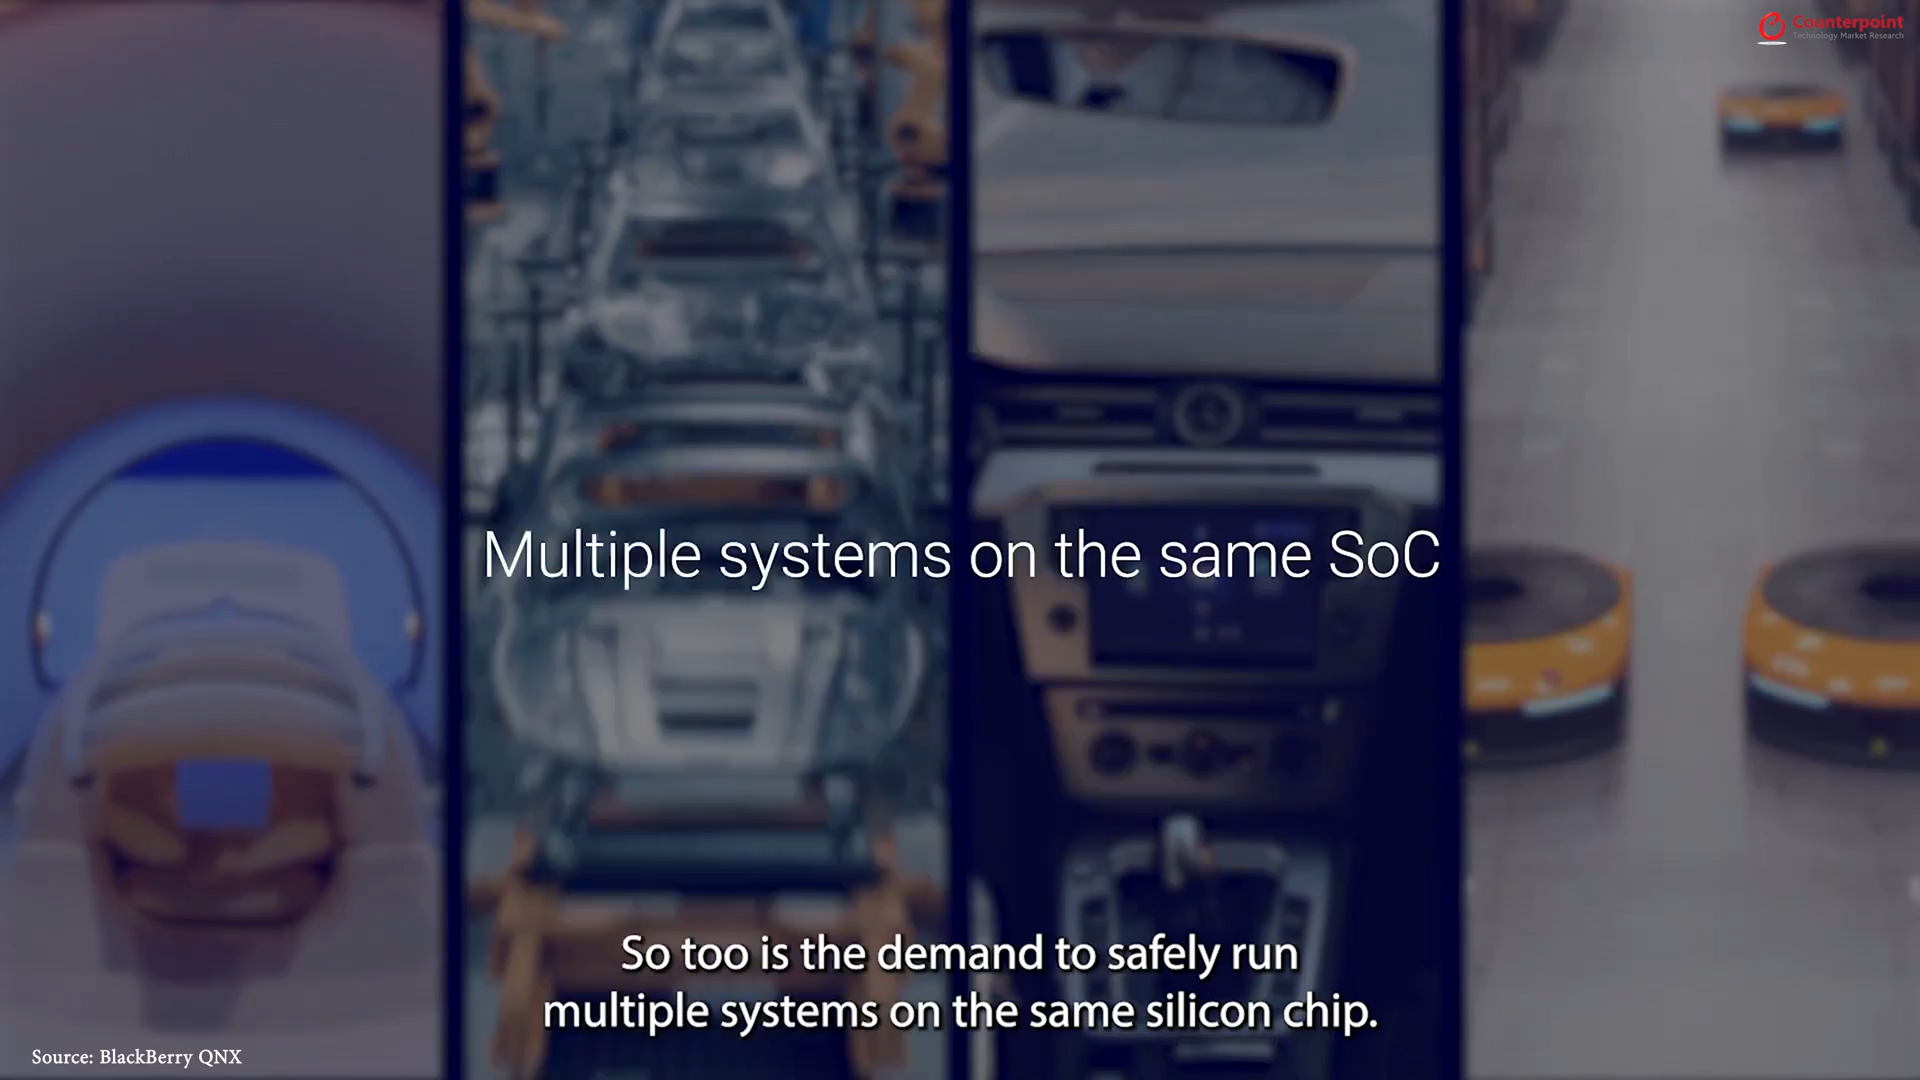 Counterpoint
Technology Market Research
Multiple systems on the same SoC
So too is the demand to safely run
multiple systems on the same silicon chip.
Source: BlackBerry QNX